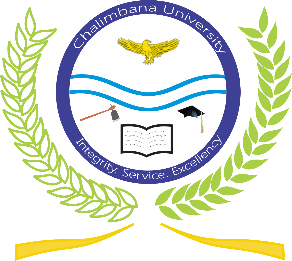 Chalimbana University
Integrity, Service, Excellency